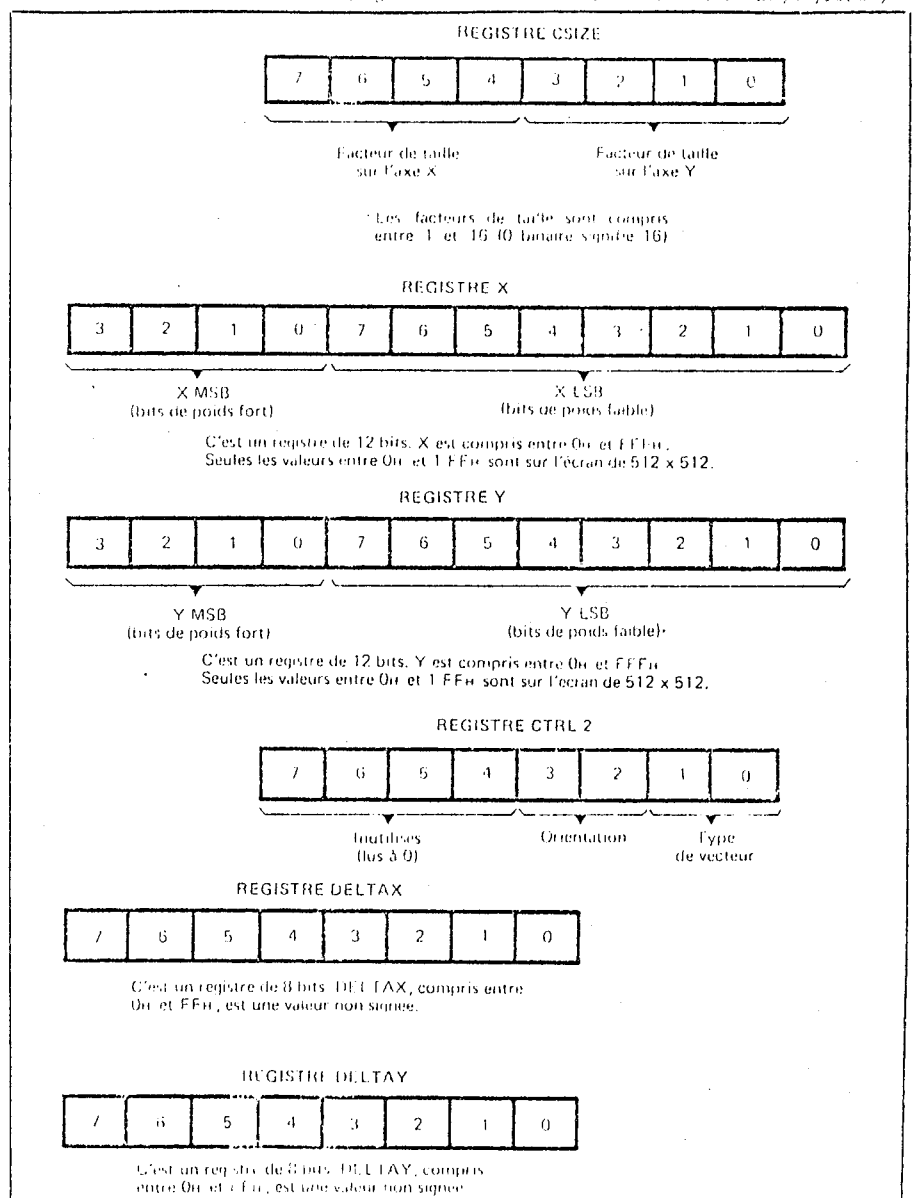 REGISTRE CSIZE
7 6 5 4 3 2 1 0
Facteur de taille
sur l'axe X
Facteur de taille
sur l'axe Y
Les facteurs de taille sont compris
entre 1 et 16 (0 binaire signifie 16)
REGISTRE X
3 2 1 0 7 6 5 4 3 2 1 0
X MSB
(bits de poids fort)
X LSB
(bits de poids faible)
C'est un registre de 12 bits. X est compris entre 0H et FFFH.
Seules les valeurs entre 0H et 1 FFH sont sur l'écran de 512 x 512.
REGISTRE Y
3 2 1 0 7 6 5 4 3 2 1 0
Y MSB
(bits de poids fort)
Y LSB
(bits de poids faible)
C'est un registre de 12 bits. Y est compris entre 0H et FFFH
Seules les valeurs entre 0H et 1 FFH sont sur l'écran de 512 x 512.
REGISTRE CTRL 2
7 6 5 4 3 2 1 0
Inutilisés
(lus à 0)
Orientation
Type
de vecteur
REGISTRE DELTAX
7 6 5 4 3 2 1 0
C'est un registre de 8 bits. DELTAX, compris entre
0H et FFH, est une valeur non signée.
REGISTRE DELTAY
7 6 5 4 3 2 1 0
C'est un registre de 8 bits. DELTAY, compris
entre 0H et FFH, est une valeur non signée